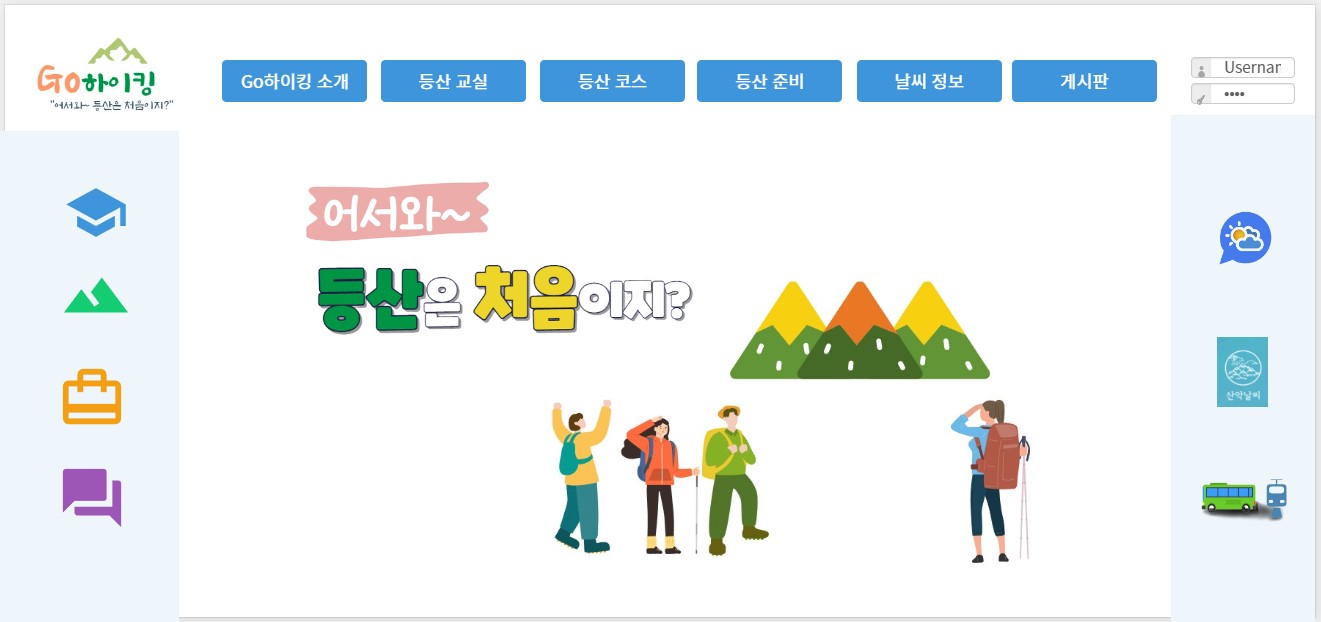 Go하이킹
"어서와~ 등산은 처음이지?"
Go하이킹 소개
등산 교실
등산 코스
등산 준비
날씨 정보
게시판
Usernar
••••
어서와~
등산은 처음이지?
산악날씨